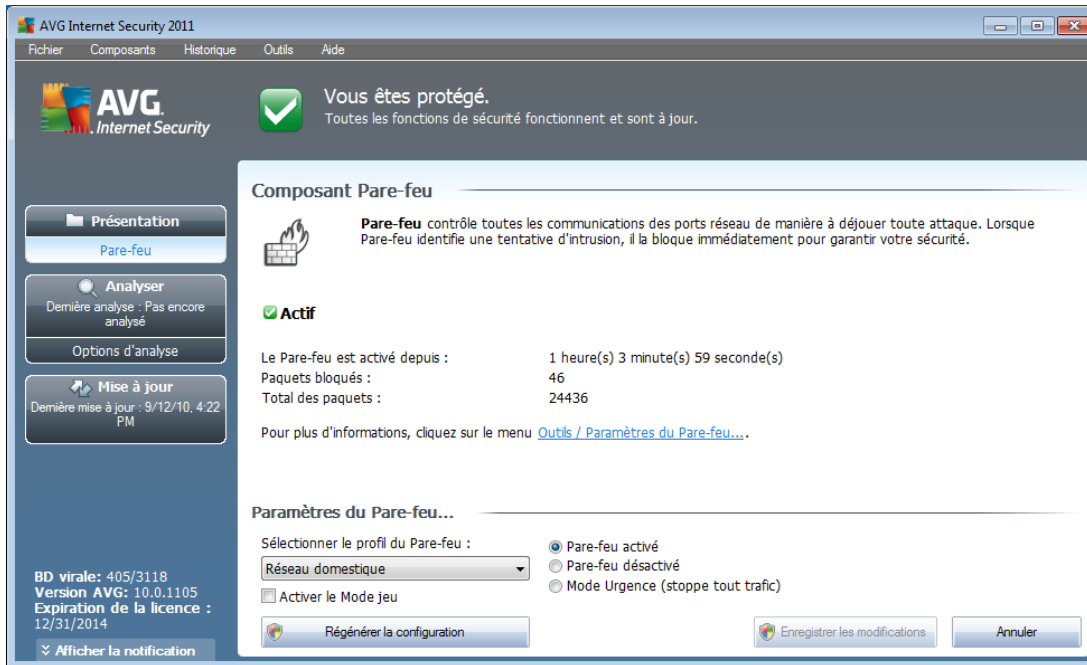 AVG Internet Security 2011
Fichier Composants Historique Outils Aide
AVG.
Internet Security
Vous êtes protégé.
Toutes les fonctions de sécurité fonctionnent et sont à jour.
Présentation
Pare-feu
Analyser
Dernière analyse : Pas encore
analysé
Options d'analyse
Mise à jour
Dernière mise à jour : 9/12/10, 4:22
PM
BD virale: 405/3118
Version AVG: 10.0.1105
Expiration de la licence :
12/31/2014
Afficher la notification
Composant Pare-feu
Pare-feu contrôle toutes les communications des ports réseau de manière à déjouer toute attaque. Lorsque
Pare-feu identifie une tentative d'intrusion, il la bloque immédiatement pour garantir votre sécurité.
Actif
Le Pare-feu est activé depuis : 1 heure(s) 3 minute(s) 59 seconde(s)
Paquets bloqués : 46
Total des paquets : 24436
Pour plus d'informations, cliquez sur le menu Outils / Paramètres du Pare-feu....
Paramètres du Pare-feu...
Sélectionner le profil du Pare-feu :
Réseau domestique
Activer le Mode jeu
Pare-feu activé
Pare-feu désactivé
Mode Urgence (stoppe tout trafic)
Régénérer la configuration
Enregistrer les modifications
Annuler